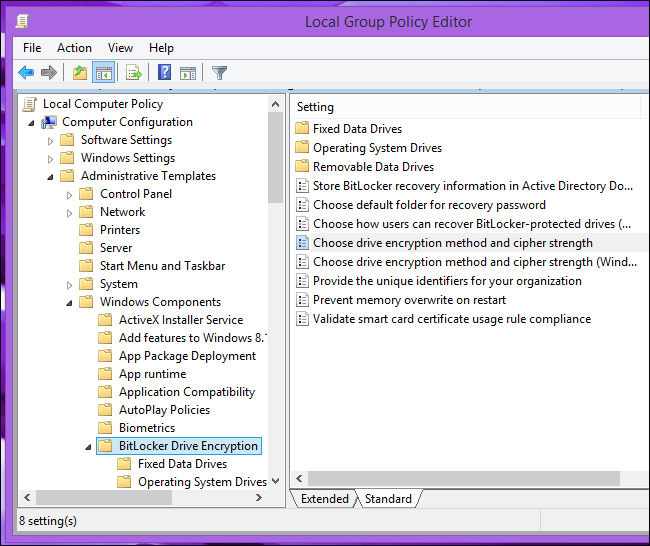 Local Group Policy Editor
File Action View Help
Local Computer Policy
Computer Configuration
Software Settings
Windows Settings
Administrative Templates
Control Panel
Network
Printers
Server
Start Menu and Taskbar
System
Windows Components
ActiveX Installer Service
Add features to Windows 8.
App Package Deployment
App runtime
Application Compatibility
AutoPlay Policies
Biometrics
BitLocker Drive Encryption
Fixed Data Drives
Operating System Drives
Setting
Fixed Data Drives
Operating System Drives
Removable Data Drives
Store BitLocker recovery information in Active Directory Do...
Choose default folder for recovery password
Choose how users can recover BitLocker-protected drives (...
Choose drive encryption method and cipher strength
Choose drive encryption method and cipher strength (Wind...
Provide the unique identifiers for your organization
Prevent memory overwrite on restart
Validate smart card certificate usage rule compliance
Extended Standard
8 setting(s)